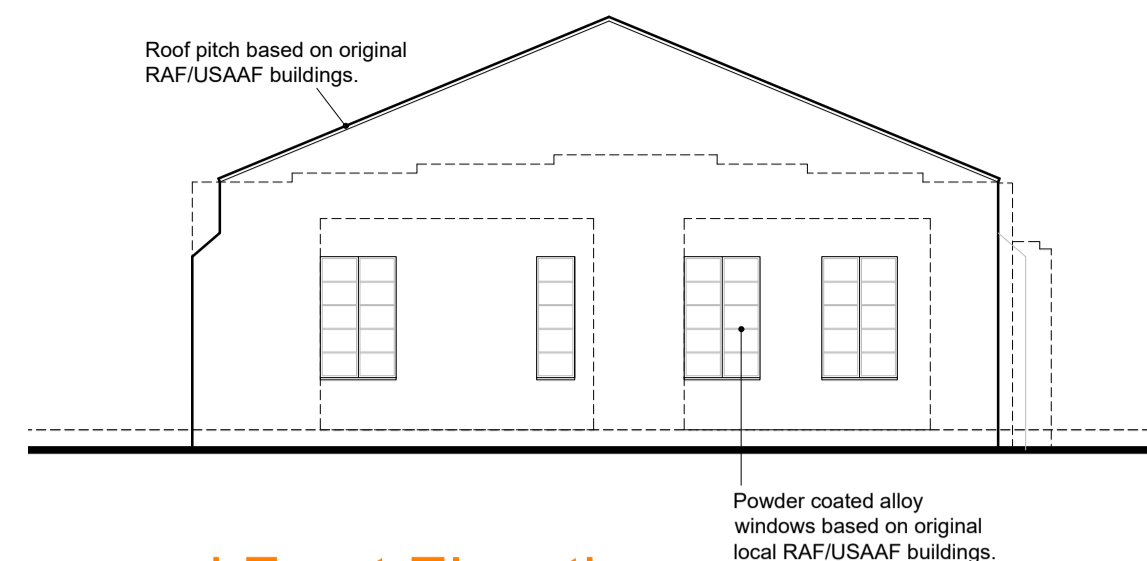 Roof pitch based on original
RAF/USAAF buildings.
Powder coated alloy
windows based on original
local RAF/USAAF buildings.